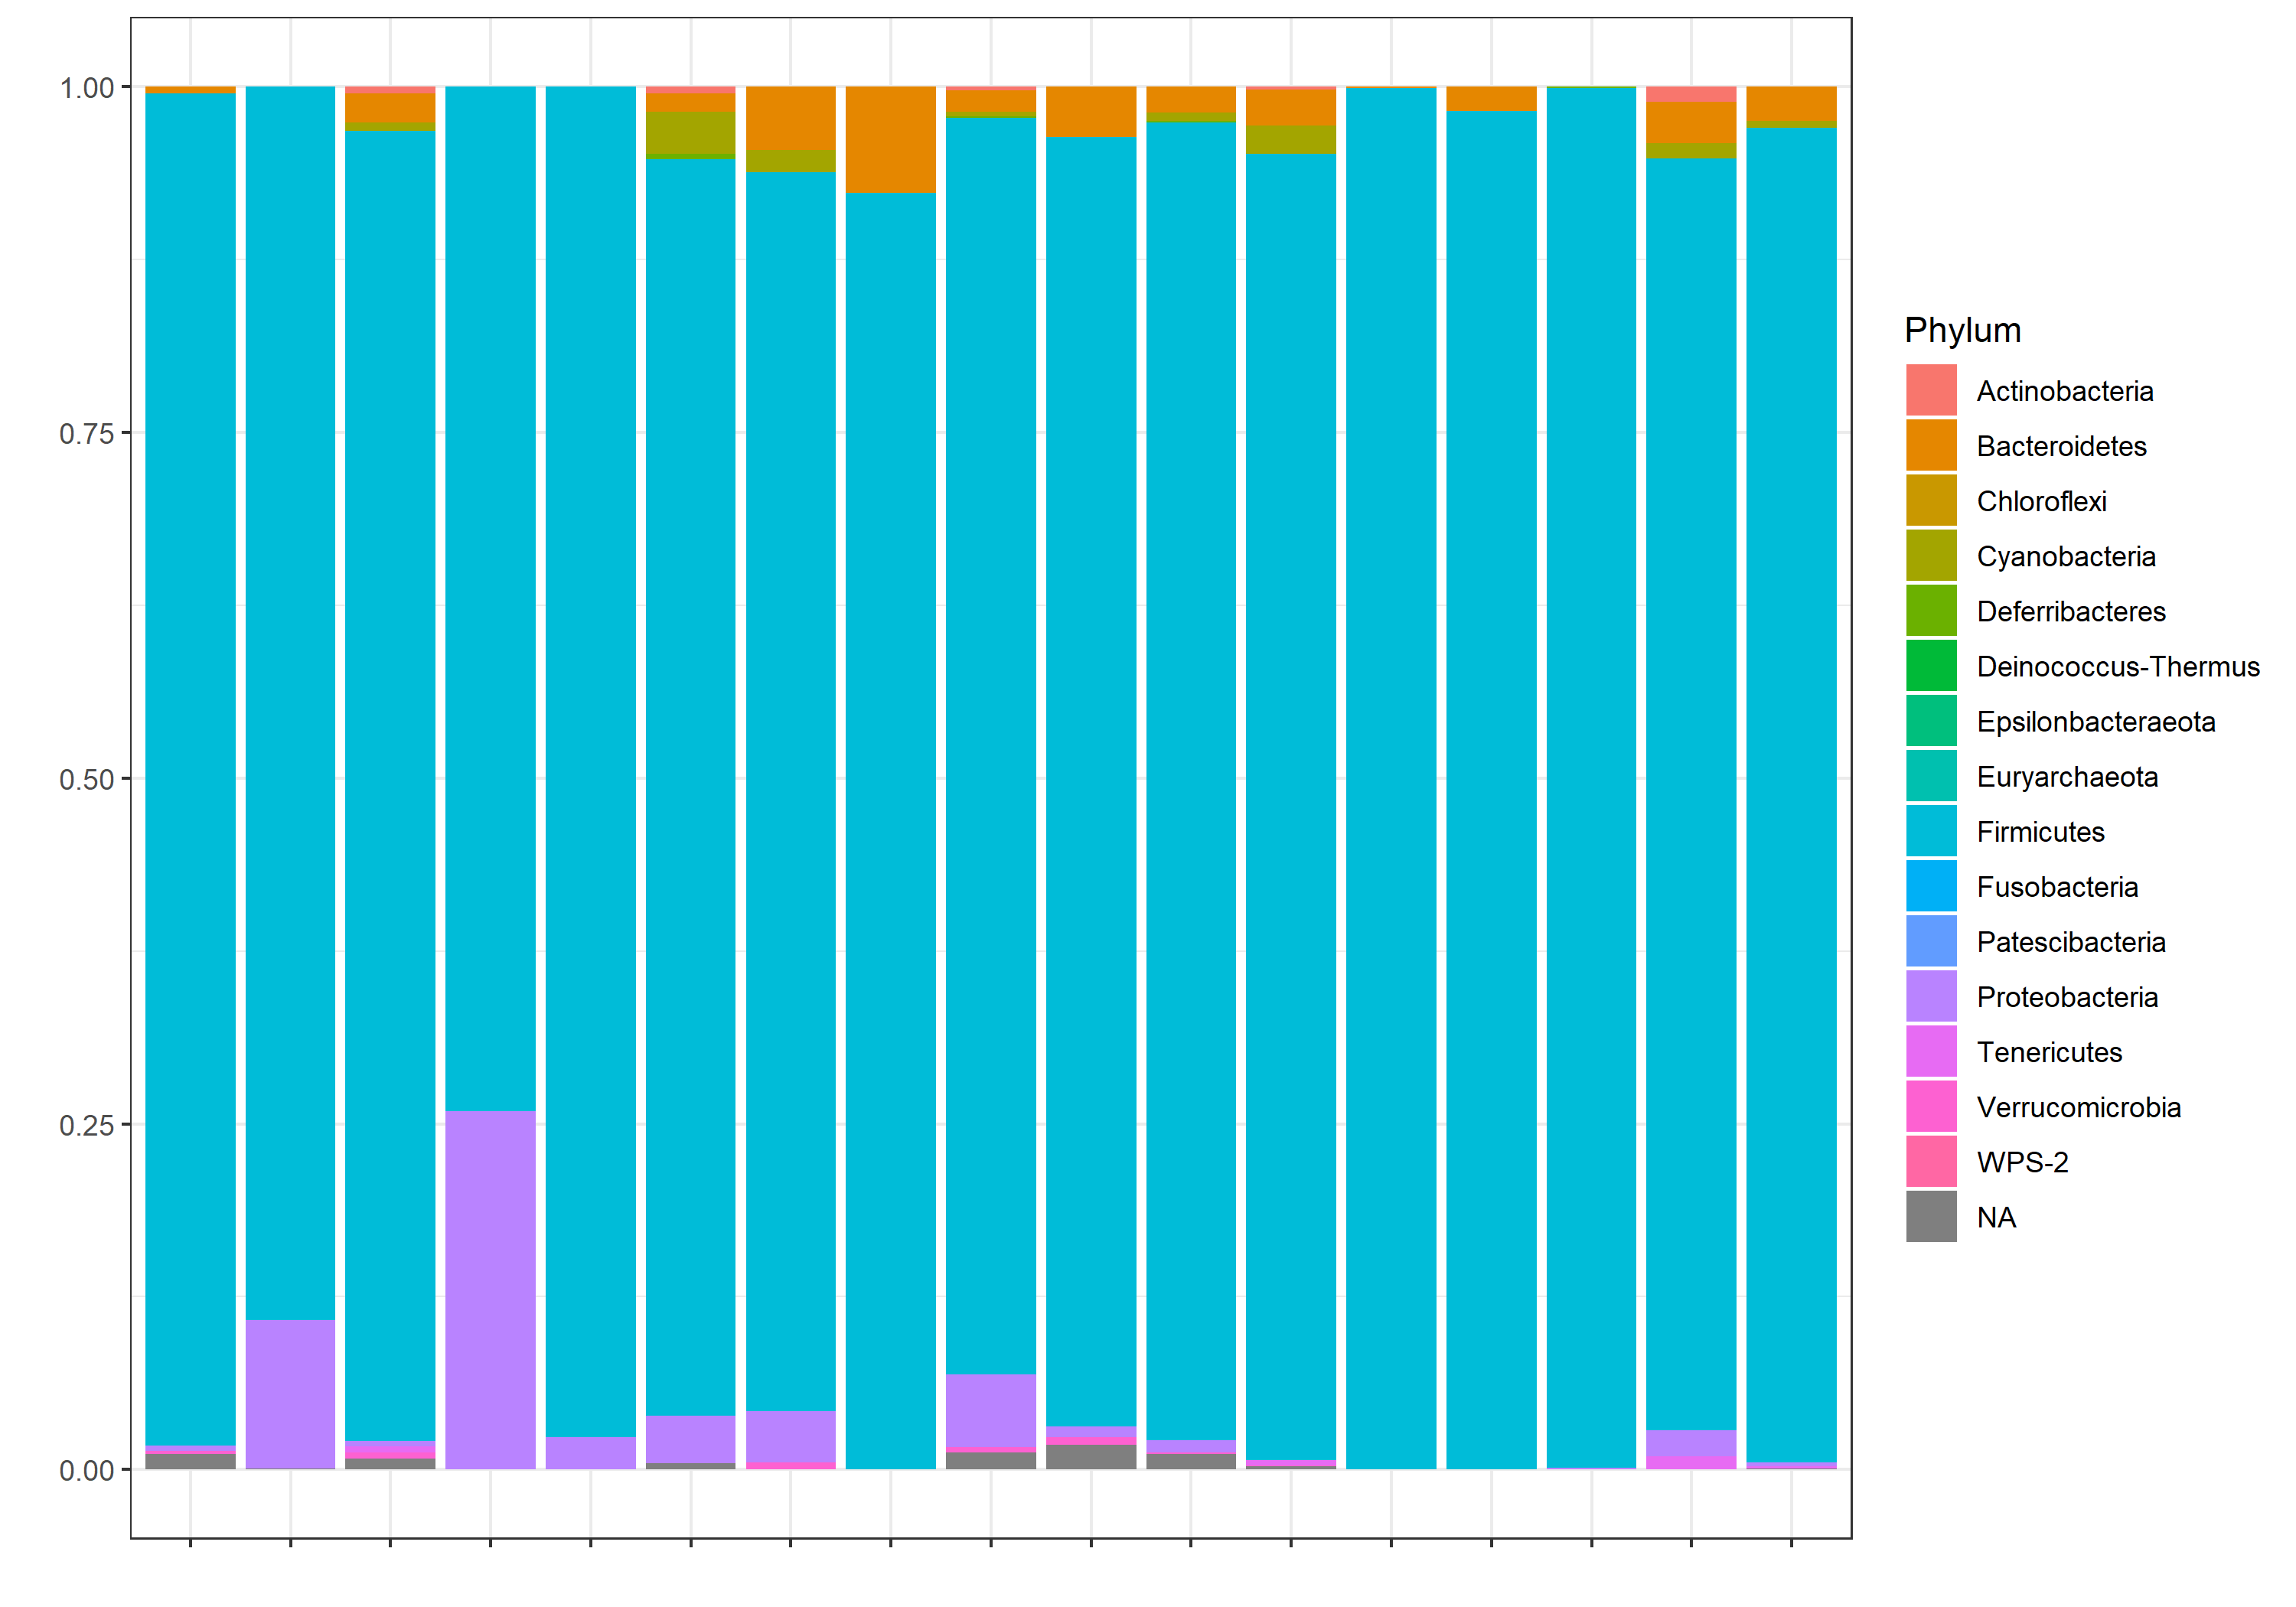 1.00
0.75
0.50
0.25
0.00
Phylum
Actinobacteria
Bacteroidetes
Chloroflexi
Cyanobacteria
Deferribacteres
Deinococcus-Thermus
Epsilonbacteraeota
Euryarchaeota
Firmicutes
Fusobacteria
Patescibacteria
Proteobacteria
Tenericutes
Verrucomicrobia
WPS-2
NA